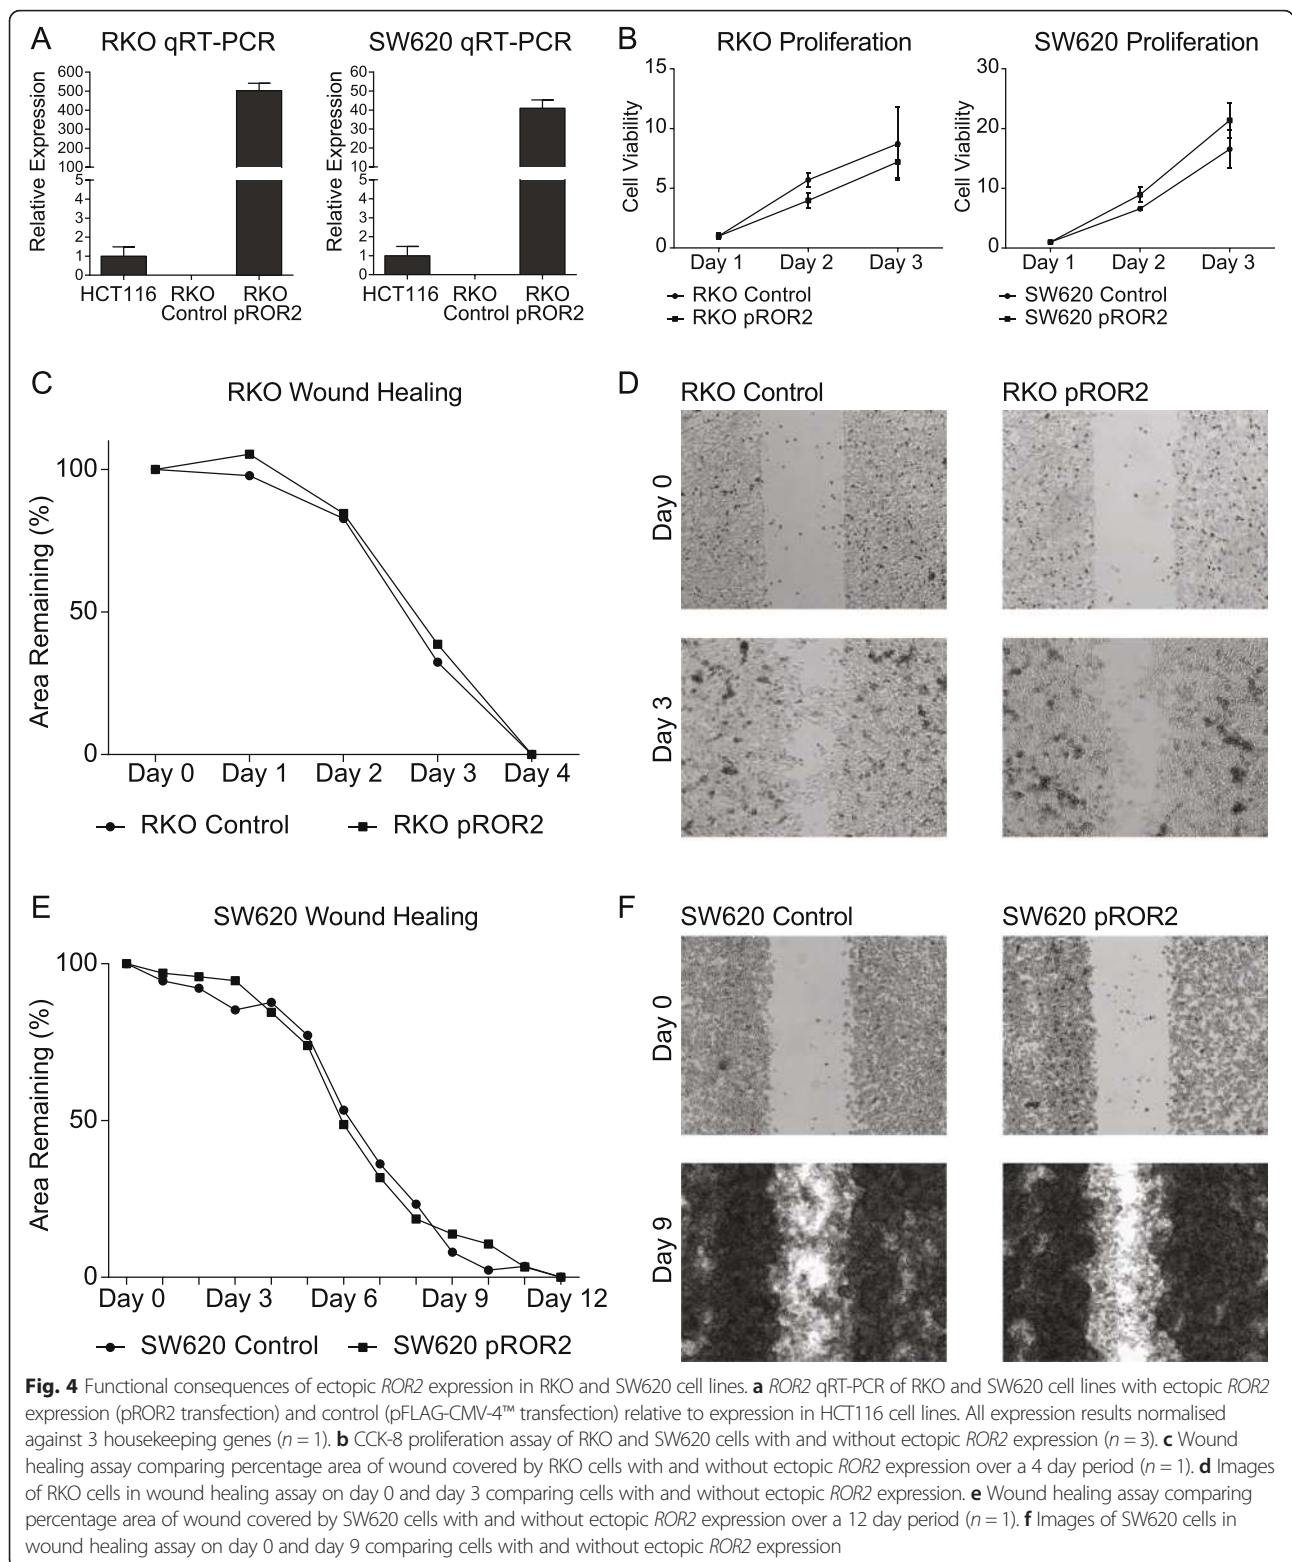 A
RKO qRT-PCR
Relative Expression
600
500
400
300
200
100
5
4
3
2
1
0
HCT116 RKO RKO
Control pROR2
SW620 qRT-PCR
Relative Expression
60
50
40
30
20
10
5
4
3
2
1
0
HCT116 RKO RKO
Control pROR2
B
RKO Proliferation
Cell Viability
15
10
5
0
Day 1 Day 2 Day 3
RKO Control
RKO pROR2
SW620 Proliferation
Cell Viability
30
20
10
0
Day 1 Day 2 Day 3
SW620 Control
SW620 pROR2
C
RKO Wound Healing
Area Remaining (%)
100
50
0
Day 0 Day 1 Day 2 Day 3 Day 4
RKO Control RKO pROR2
D
RKO Control RKO pROR2
Day 0
Day 3
E
SW620 Wound Healing
Area Remaining (%)
100
50
0
Day 0 Day 3 Day 6 Day 9 Day 12
SW620 Control SW620 pROR2
F
SW620 Control SW620 pROR2
Day 0
Day 9
Fig. 4 Functional consequences of ectopic ROR2 expression in RKO and SW620 cell lines. a ROR2 qRT-PCR of RKO and SW620 cell lines with ectopic ROR2
expression (pROR2 transfection) and control (pFLAG-CMV-4™ transfection) relative to expression in HCT116 cell lines. All expression results normalised
against 3 housekeeping genes (n = 1). b CCK-8 proliferation assay of RKO and SW620 cells with and without ectopic ROR2 expression (n = 3). c Wound
healing assay comparing percentage area of wound covered by RKO cells with and without ectopic ROR2 expression over a 4 day period (n = 1). d Images
of RKO cells in wound healing assay on day 0 and day 3 comparing cells with and without ectopic ROR2 expression. e Wound healing assay comparing
percentage area of wound covered by SW620 cells with and without ectopic ROR2 expression over a 12 day period (n = 1). f Images of SW620 cells in
wound healing assay on day 0 and day 9 comparing cells with and without ectopic ROR2 expression